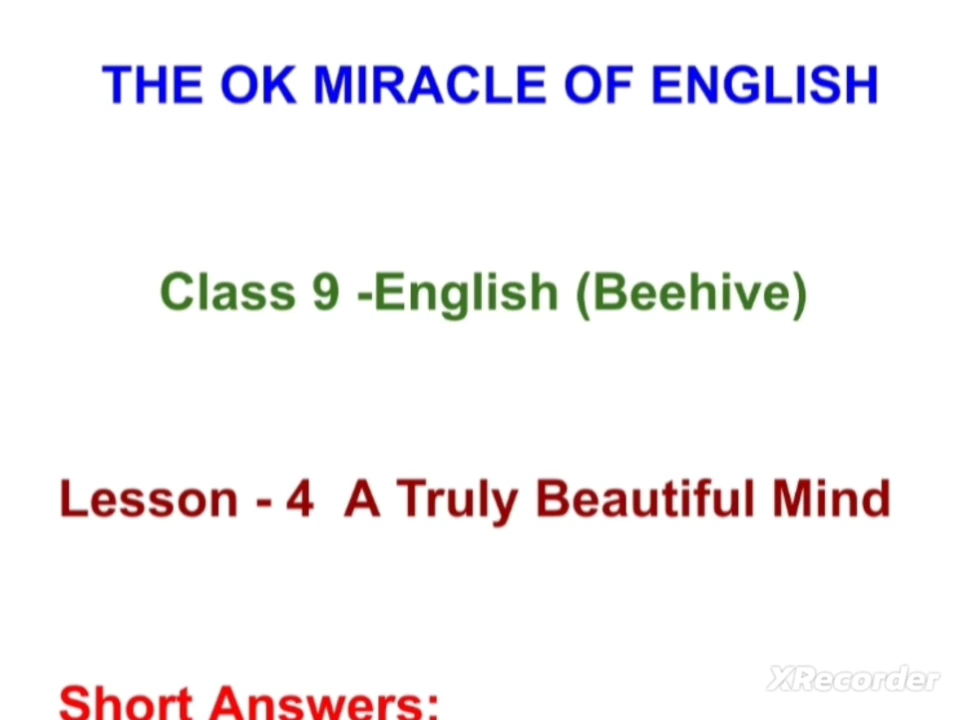 THE OK MIRACLE OF ENGLISH
Class 9 -English (Beehive)
Lesson - 4 A Truly Beautiful Mind
Short Answers:
XRecorder